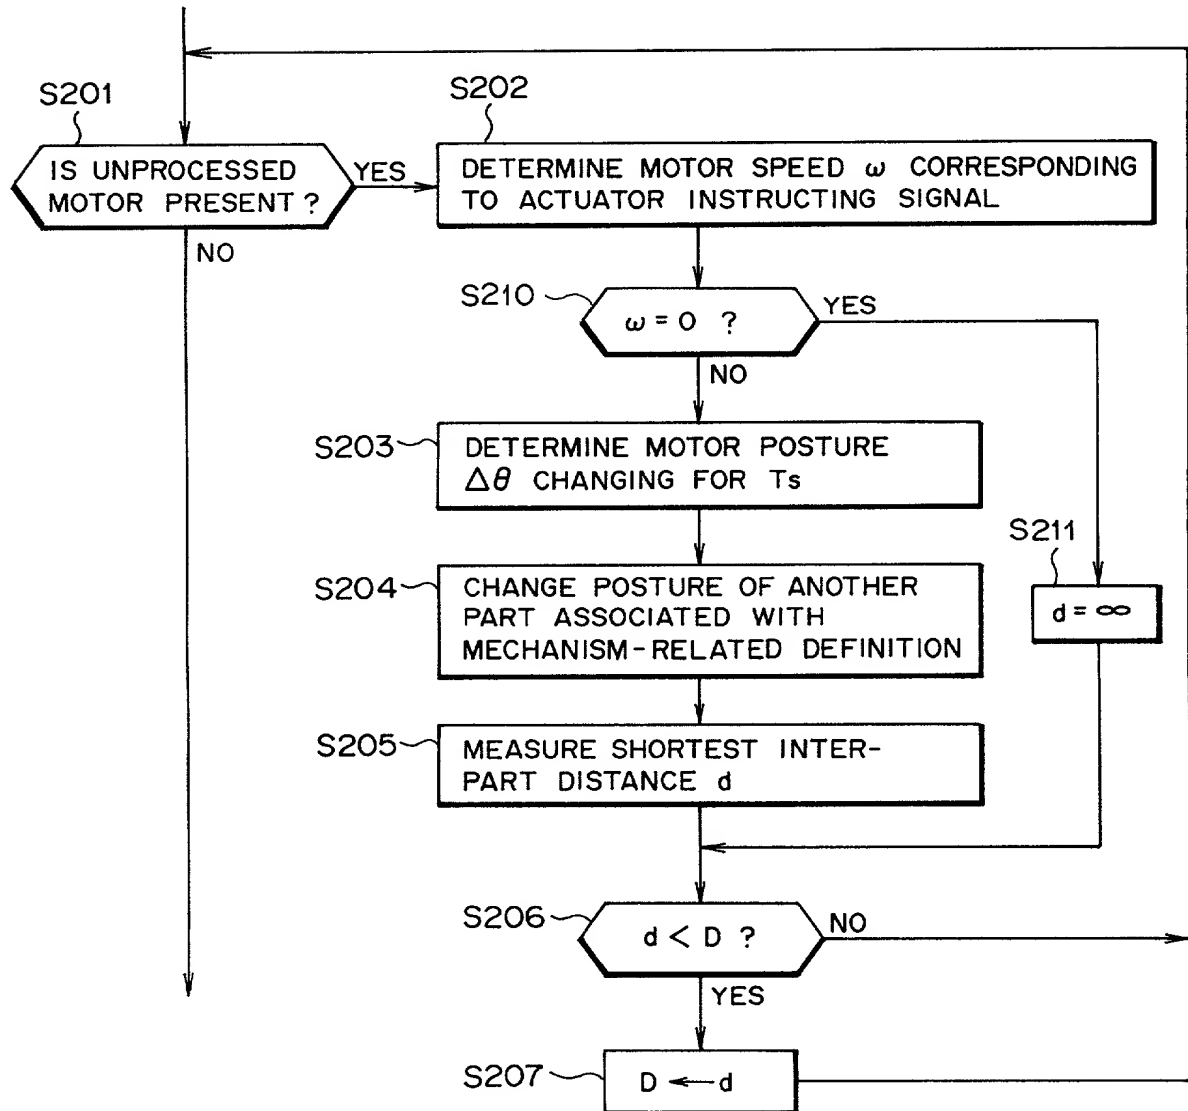 S201
IS UNPROCESSED
MOTOR PRESENT ?
YES
NO
S202
DETERMINE MOTOR SPEED ω CORRESPONDING
TO ACTUATOR INSTRUCTING SIGNAL
S210
ω = 0 ?
YES
NO
S203
DETERMINE MOTOR POSTURE
Δθ CHANGING FOR Ts
S211
d = ∞
S204
CHANGE POSTURE OF ANOTHER
PART ASSOCIATED WITH
MECHANISM-RELATED DEFINITION
S205
MEASURE SHORTEST INTER-
PART DISTANCE d
S206
d < D ?
NO
YES
S207
D ← d